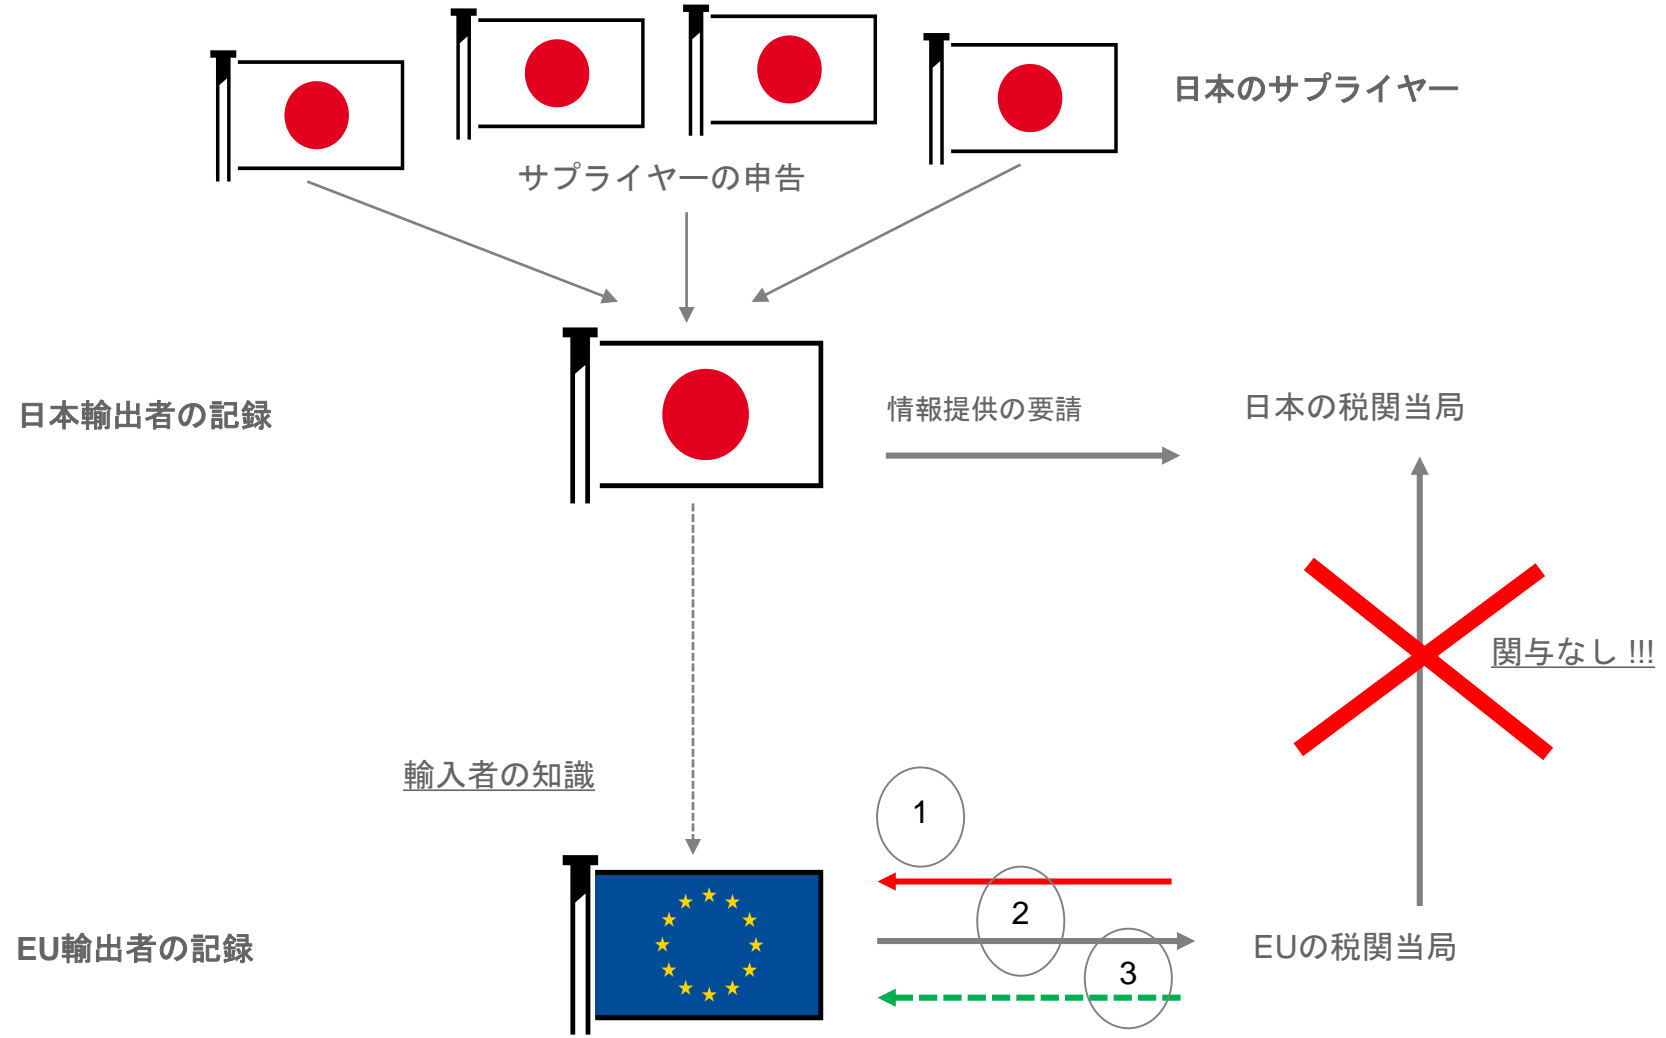 日本のサプライヤー
サプライヤーの申告
日本輸出者の記録
情報提供の要請
日本の税関当局
関与なし !!!
輸入者の知識
1
2
3
EU輸出者の記録
EUの税関当局